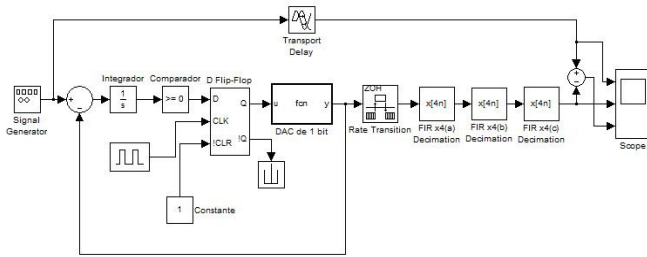 Transport
Delay
Signal
Generator
+
−
Integrador
1
s
Comparador
>= 0
D Flip-Flop
D
CLK
!CLR
Q
!Q
1
Constante
u
fcn
y
DAC de 1 bit
ZOH
Rate Transition
x[4n]
FIR x4(a)
Decimation
x[4n]
FIR x4(b)
Decimation
x[4n]
FIR x4(c)
Decimation
+
−
Scope